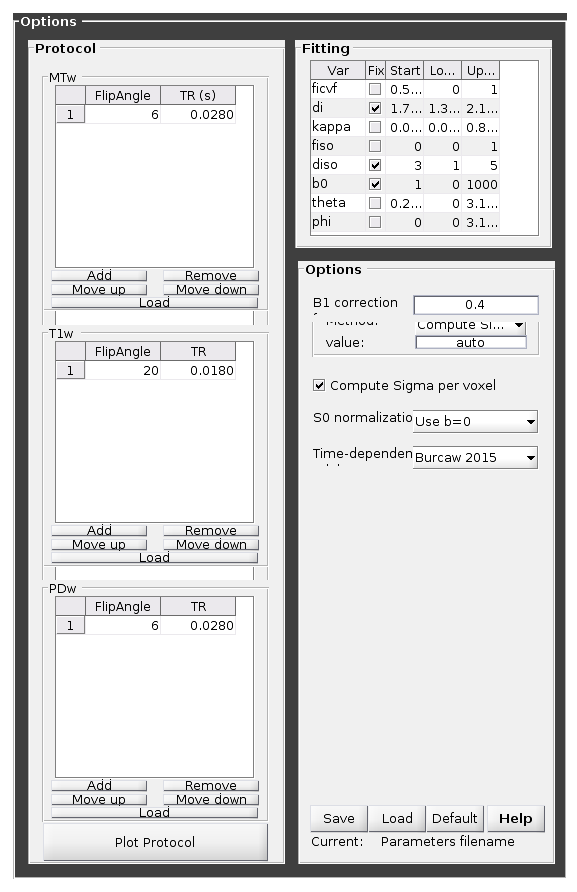 Options
Protocol
MTw
FlipAngle TR (s)
1 6 0.0280
Add Remove
Move up Move down
Load
T1w
FlipAngle TR
1 20 0.0180
Add Remove
Move up Move down
Load
PDw
FlipAngle TR
1 6 0.0280
Add Remove
Move up Move down
Load
Plot Protocol
Fitting
Var Fix Start Lo... Up...
ficvf 0.5... 0 1
di 1.7... 1.3... 2.1...
kappa 0.0... 0.0... 0.8...
fiso 0 0 1
diso 3 1 5
b0 1 0 1000
theta 0.2... 0 3.1...
phi 0 0 3.1...
Options
B1 correction 0.4
Method: Compute Si...
value: auto
Compute Sigma per voxel
S0 normalizatio Use b=0
Time-dependen Burcaw 2015
Save Load Default Help
Current: Parameters filename